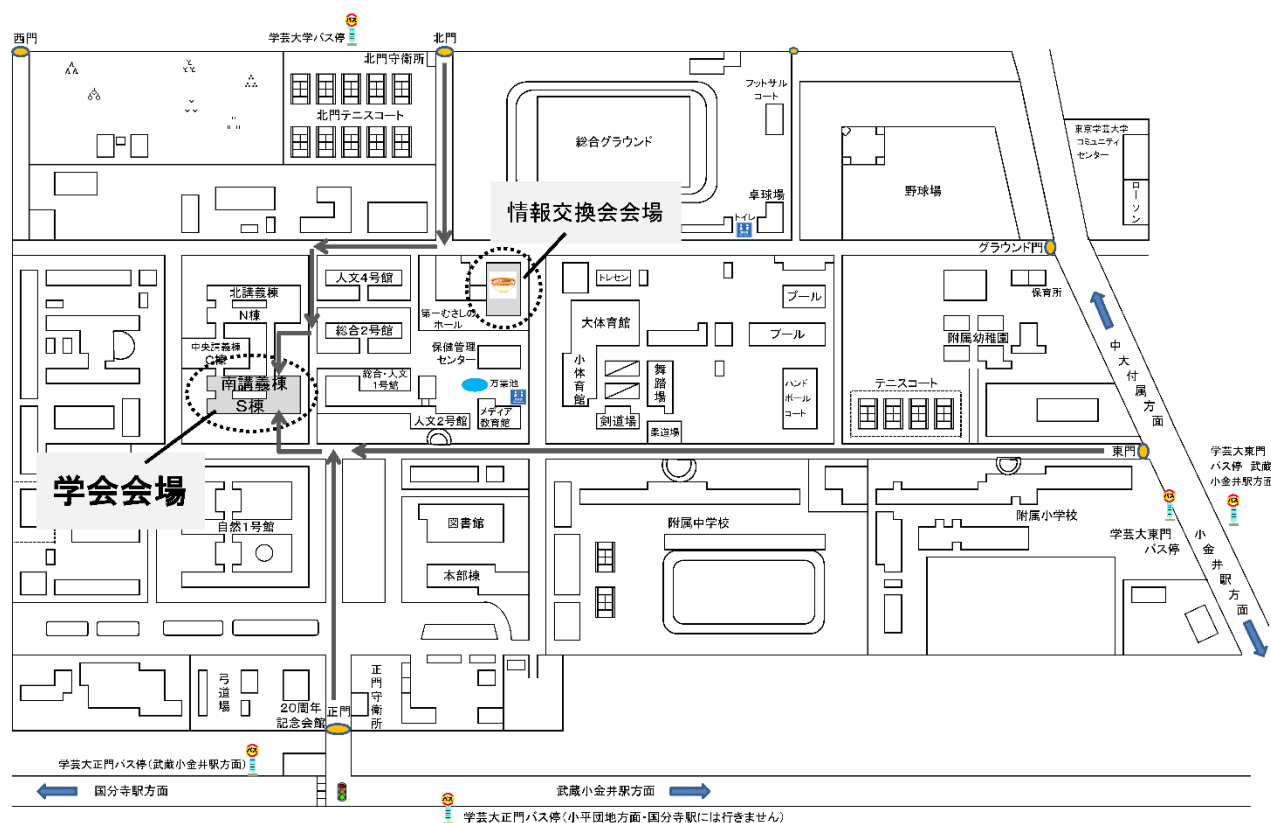 西門
学芸大学バス停
バス
北門
北門守衛所
北門テニスコート
フットサル
コート
総合グラウンド
東京学芸大学
コミュニティ
センター
ローソン
野球場
卓球場
トイレ
情報交換会会場
グラウンド門
人文4号館
トレセン
プール
保育所
北講義棟
N棟
第一むさしの
ホール
大体育館
総合2号館
プール
附属幼稚園
中大付属方面
中央講義棟
C棟
保健管理
センター
小体育館
舞踏場
ハンド
ボール
コート
テニスコート
南講義棟
S棟
総合・人文
1号館
万葉池
人文2号館
メディア
教育館
剣道場
柔道場
学会会場
東門
学芸大東門
バス停 武蔵
小金井駅方面
バス
バス
自然1号館
図書館
附属中学校
附属小学校
学芸大東門
バス停
小金井駅方面
本部棟
弓道場
20周年
記念会館
正門
正門守衛所
バス
学芸大正門バス停(武蔵小金井駅方面)
国分寺駅方面
武蔵小金井駅方面
バス
学芸大正門バス停(小平団地方面・国分寺駅には行きません)